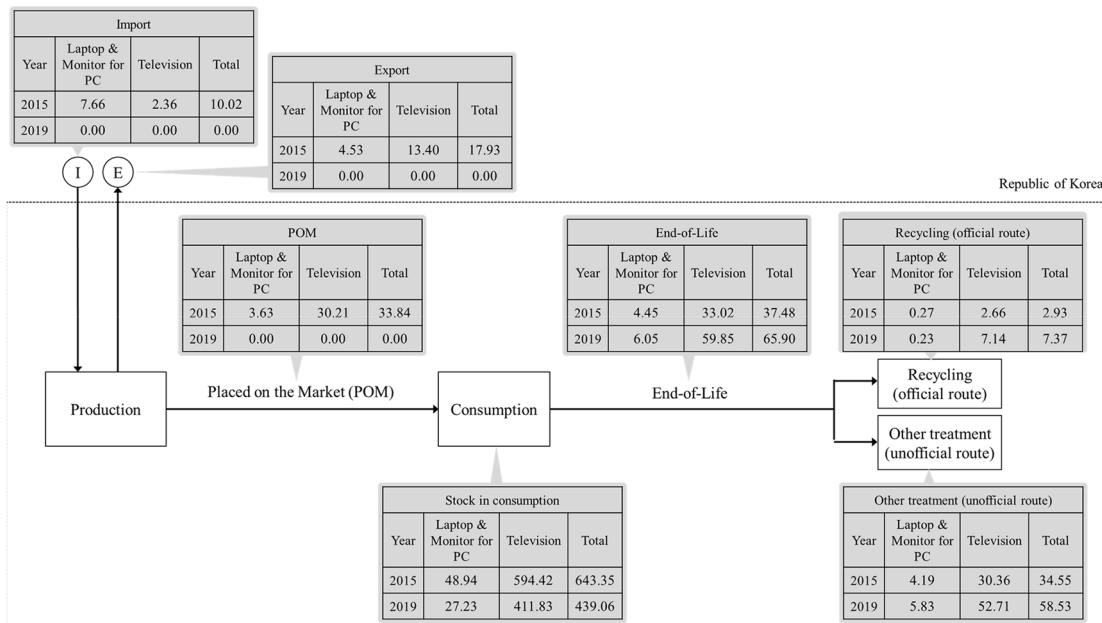 Import
Year Laptop & Monitor for PC Television Total
2015 7.66 2.36 10.02
2019 0.00 0.00 0.00
Export
Year Laptop & Monitor for PC Television Total
2015 4.53 13.40 17.93
2019 0.00 0.00 0.00
I E
Republic of Korea
POM
Year Laptop & Monitor for PC Television Total
2015 3.63 30.21 33.84
2019 0.00 0.00 0.00
End-of-Life
Year Laptop & Monitor for PC Television Total
2015 4.45 33.02 37.48
2019 6.05 59.85 65.90
Recycling (official route)
Year Laptop & Monitor for PC Television Total
2015 0.27 2.66 2.93
2019 0.23 7.14 7.37
Production
Placed on the Market (POM)
Consumption
End-of-Life
Recycling
(official route)
Other treatment
(unofficial route)
Stock in consumption
Year Laptop & Monitor for PC Television Total
2015 48.94 594.42 643.35
2019 27.23 411.83 439.06
Other treatment (unofficial route)
Year Laptop & Monitor for PC Television Total
2015 4.19 30.36 34.55
2019 5.83 52.71 58.53